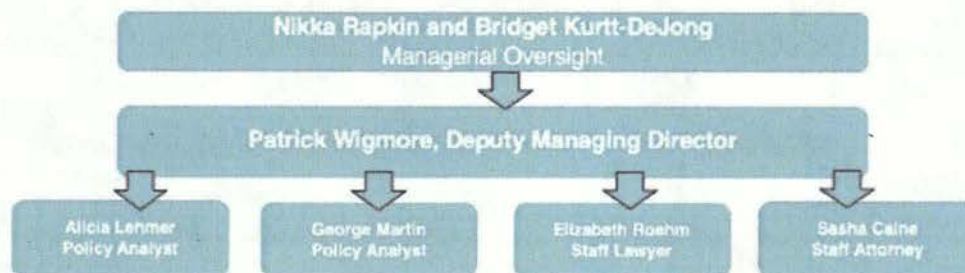 Nikka Rapkin and Bridget Kurtt-DeJong
Managerial Oversight
Patrick Wigmore, Deputy Managing Director
Alicia Lehmer
Policy Analyst
George Martin
Policy Analyst
Elizabeth Roehm
Staff Lawyer
Sasha Caine
Staff Attorney